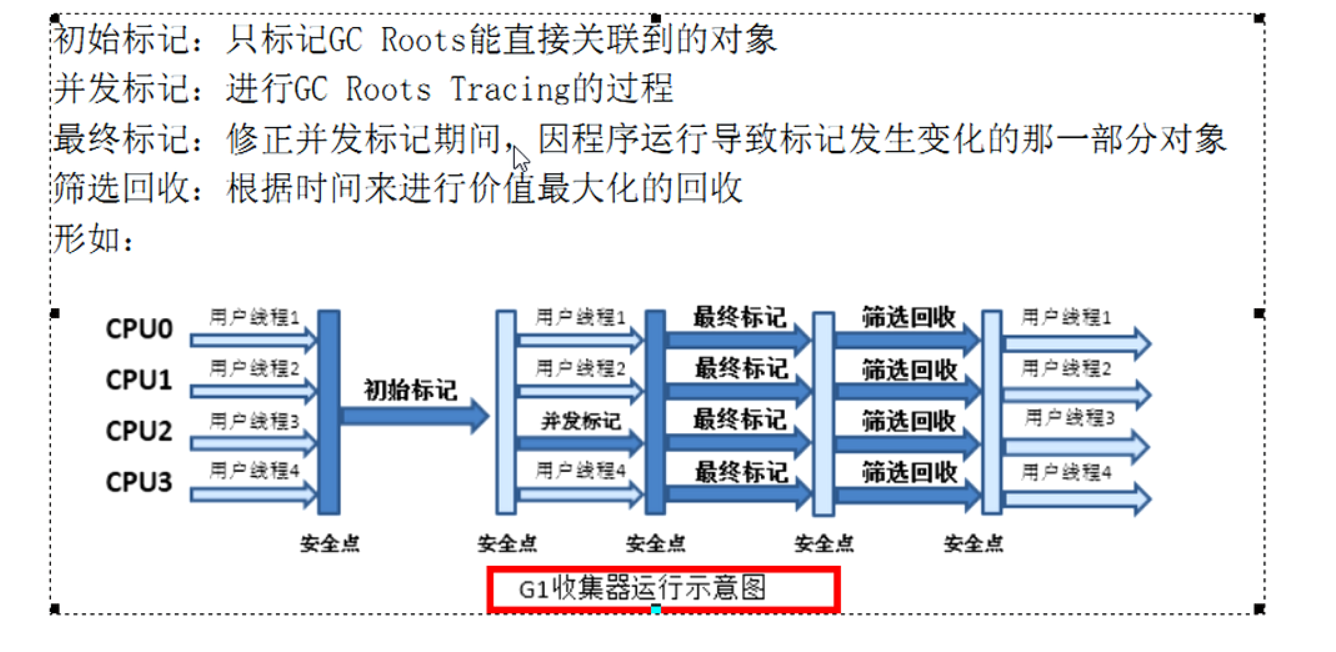 初始标记：只标记GC Roots能直接关联到的对象
并发标记：进行GC Roots Tracing的过程
最终标记：修正并发标记期间，因程序运行导致标记发生变化的那一部分对象
筛选回收：根据时间来进行价值最大化的回收
形如：
CPU0 用户线程1 用户线程1 最终标记 筛选回收 用户线程1
CPU1 用户线程2 用户线程2 最终标记 筛选回收 用户线程2
初始标记
CPU2 用户线程3 并发标记 最终标记 筛选回收 用户线程3
CPU3 用户线程4 用户线程4 最终标记 筛选回收 用户线程4
安全点 安全点 安全点 安全点 安全点
G1收集器运行示意图